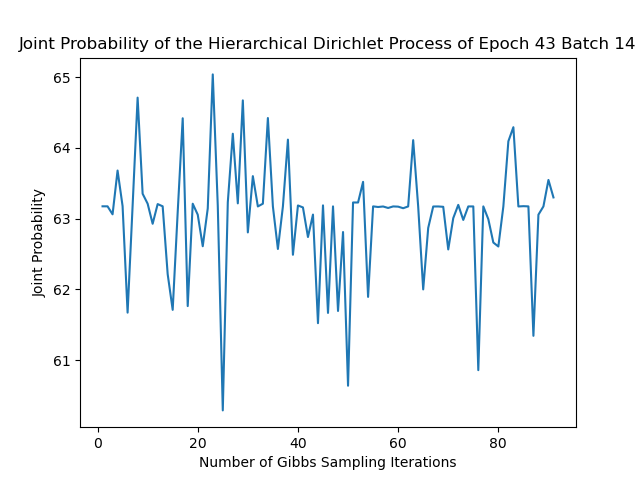 Joint Probability of the Hierarchical Dirichlet Process of Epoch 43 Batch 14
65
64
63
62
61
Joint Probability
0 20 40 60 80
Number of Gibbs Sampling Iterations